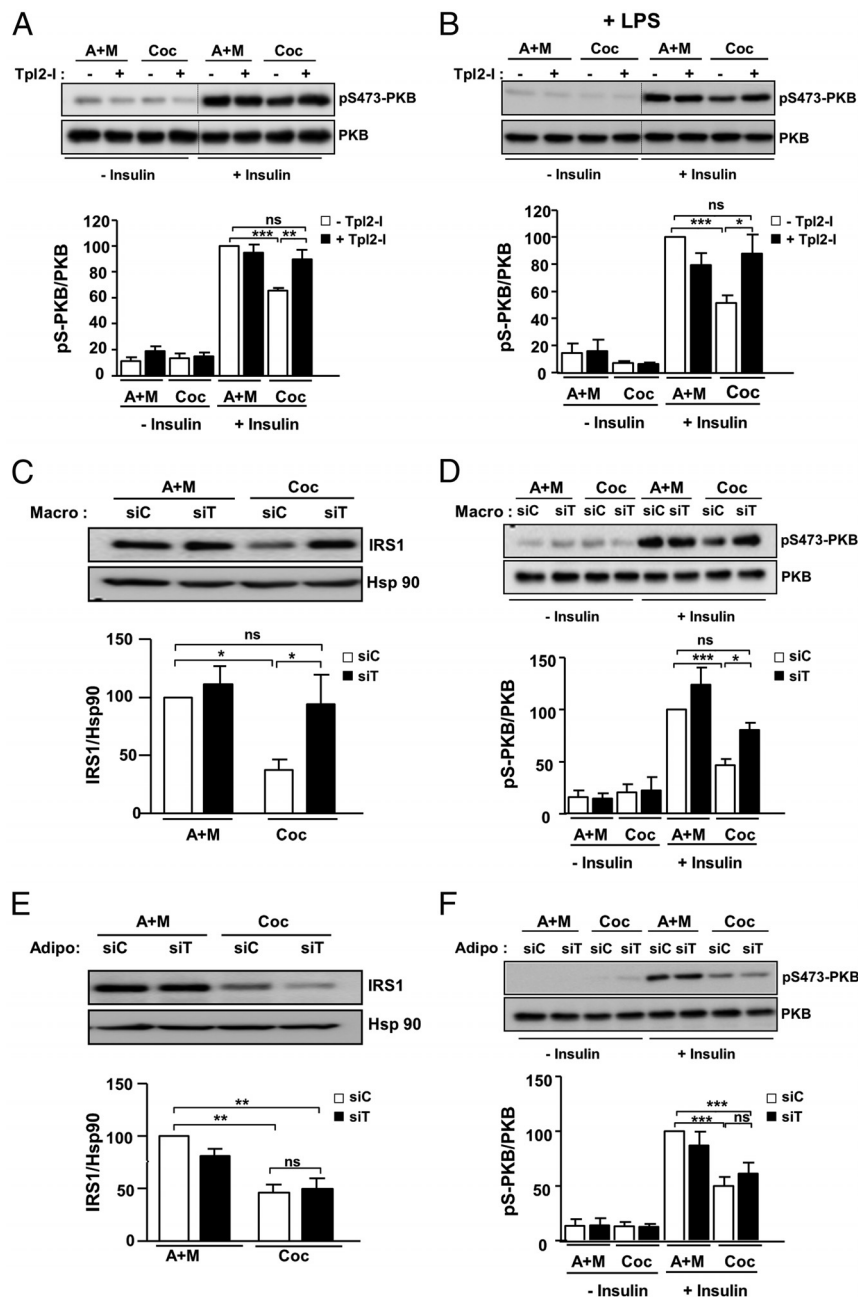 A
A+M Coc A+M Coc
Tpl2-I : - + - + - + - +
pS473-PKB
PKB
- Insulin + Insulin
120
100
80
60
40
20
0
pS-PKB/PKB
ns
*** **
- Tpl2-I
+ Tpl2-I
A+M Coc A+M Coc
- Insulin + Insulin
B
+ LPS
A+M Coc A+M Coc
Tpl2-I : - + - + - + - +
pS473-PKB
PKB
- Insulin + Insulin
120
100
80
60
40
20
0
pS-PKB/PKB
ns
*** *
- Tpl2-I
+ Tpl2-I
A+M Coc A+M Coc
- Insulin + Insulin
C
A+M Coc
Macro : siC siT siC siT
IRS1
Hsp 90
150
100
50
0
IRS1/Hsp90
ns
* *
siC
siT
A+M Coc
D
A+M Coc A+M Coc
Macro : siC siT siC siT siC siT siC siT
pS473-PKB
PKB
- Insulin + Insulin
150
100
50
0
pS-PKB/PKB
ns
*** *
siC
siT
A+M Coc A+M Coc
- Insulin + Insulin
E
A+M Coc
Adipo: siC siT siC siT
IRS1
Hsp 90
150
100
50
0
IRS1/Hsp90
**
**
ns
siC
siT
A+M Coc
F
A+M Coc A+M Coc
Adipo : siC siT siC siT siC siT siC siT
pS473-PKB
PKB
- Insulin + Insulin
150
100
50
0
pS-PKB/PKB
***
*** ns
siC
siT
A+M Coc A+M Coc
- Insulin + Insulin